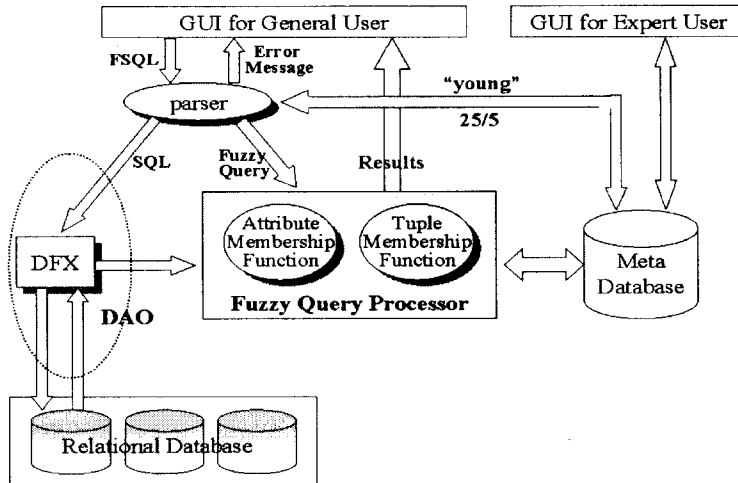 GUI for General User
GUI for Expert User
FSQL
Error
Message
parser
"young"
25/5
SQL
Fuzzy
Query
Results
Attribute
Membership
Function
Tuple
Membership
Function
Fuzzy Query Processor
DFX
DAO
Meta
Database
Relational Database